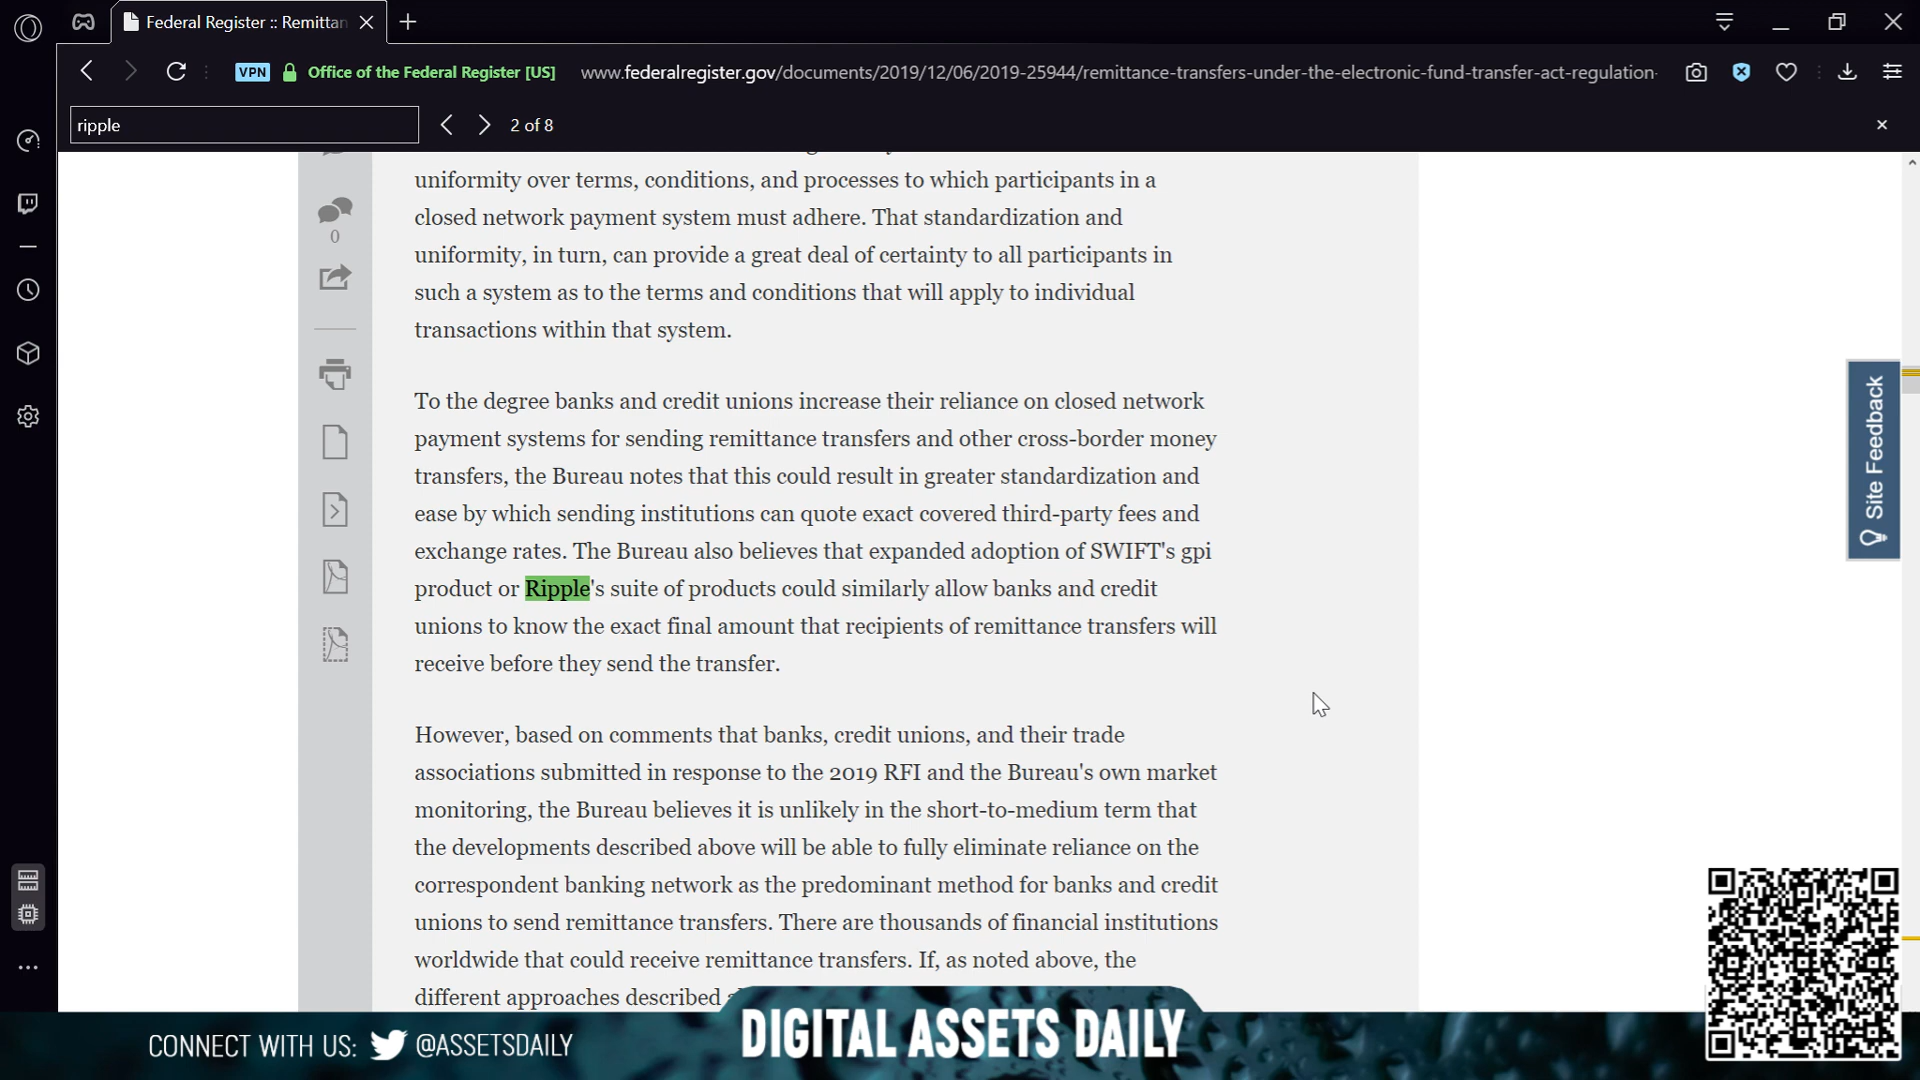 Federal Register :: Remittan
VPN
Office of the Federal Register [US]
www.federalregister.gov/documents/2019/12/06/2019-25944/remittance-transfers-under-the-electronic-fund-transfer-act-regulation-
ripple
2 of 8
uniformity over terms, conditions, and processes to which participants in a
closed network payment system must adhere. That standardization and
uniformity, in turn, can provide a great deal of certainty to all participants in
such a system as to the terms and conditions that will apply to individual
transactions within that system.
0
To the degree banks and credit unions increase their reliance on closed network
payment systems for sending remittance transfers and other cross-border money
transfers, the Bureau notes that this could result in greater standardization and
ease by which sending institutions can quote exact covered third-party fees and
exchange rates. The Bureau also believes that expanded adoption of SWIFT's gpi
product or Ripple's suite of products could similarly allow banks and credit
unions to know the exact final amount that recipients of remittance transfers will
receive before they send the transfer.
Site Feedback
However, based on comments that banks, credit unions, and their trade
associations submitted in response to the 2019 RFI and the Bureau's own market
monitoring, the Bureau believes it is unlikely in the short-to-medium term that
the developments described above will be able to fully eliminate reliance on the
correspondent banking network as the predominant method for banks and credit
unions to send remittance transfers. There are thousands of financial institutions
worldwide that could receive remittance transfers. If, as noted above, the
different approaches described
CONNECT WITH US: @ASSETSDAILY
DIGITAL ASSETS DAILY